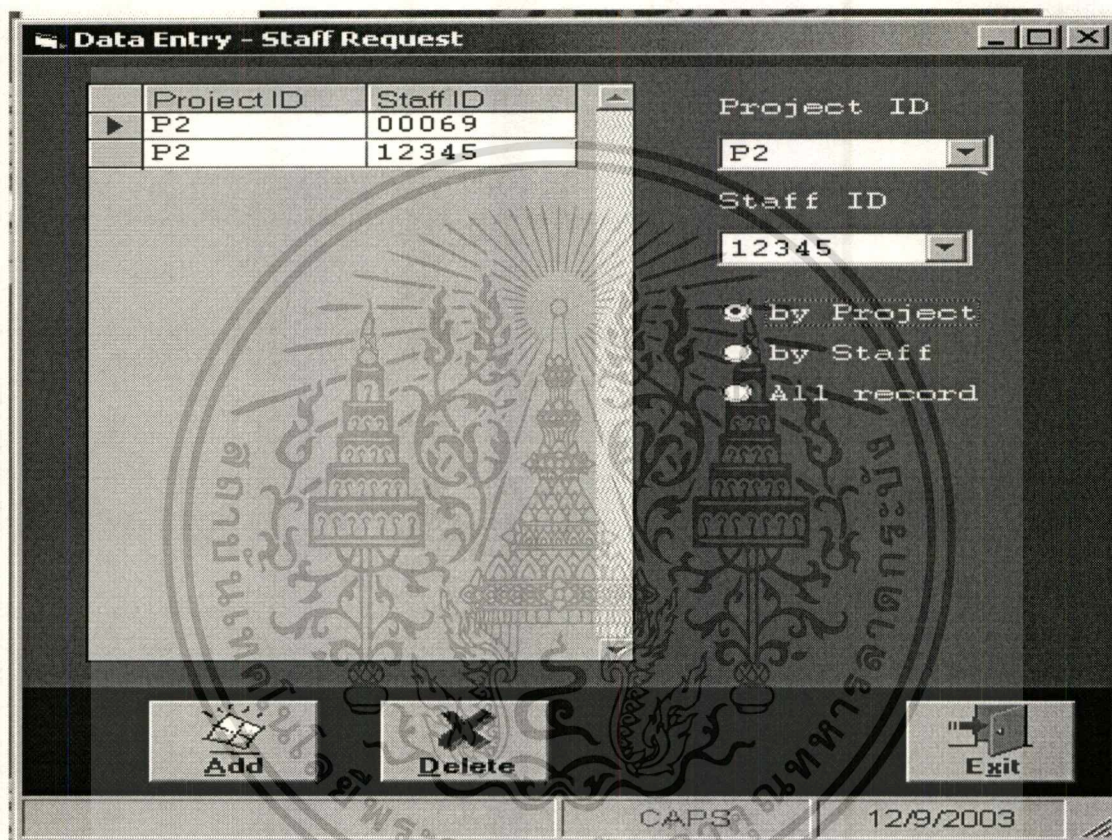 Data Entry - Staff Request
Project ID Staff ID
P2 00069
P2 12345
Project ID
P2
Staff ID
12345
by Project
by Staff
All record
Add
Delete
Exit
CAPS 12/9/2003